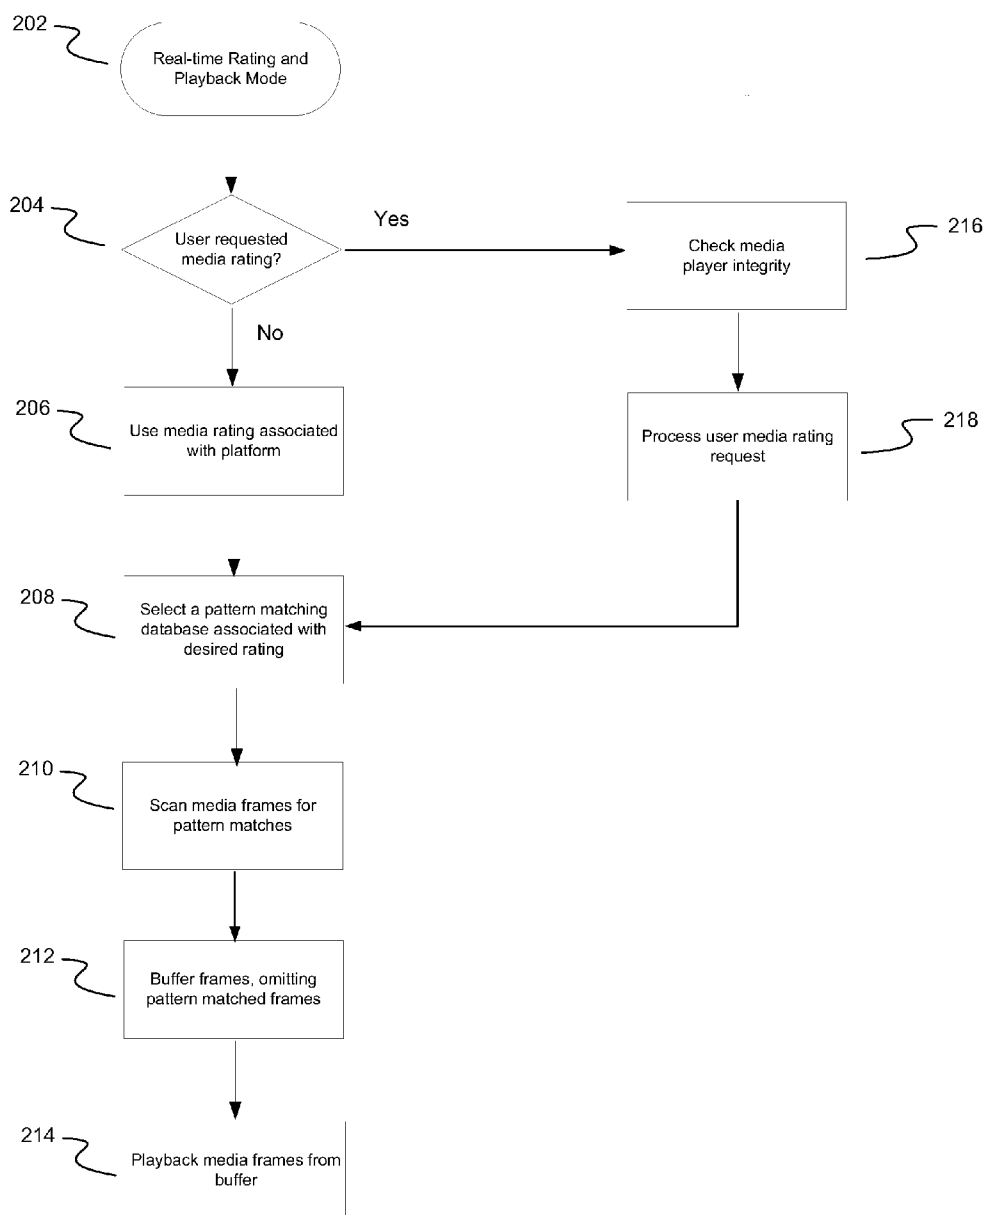 202
Real-time Rating and
Playback Mode
204
User requested
media rating?
Yes
No
Check media
player integrity
216
206
Use media rating associated
with platform
Process user media rating
request
218
208
Select a pattern matching
database associated with
desired rating
210
Scan media frames for
pattern matches
212
Buffer frames, omitting
pattern matched frames
214
Playback media frames from
buffer